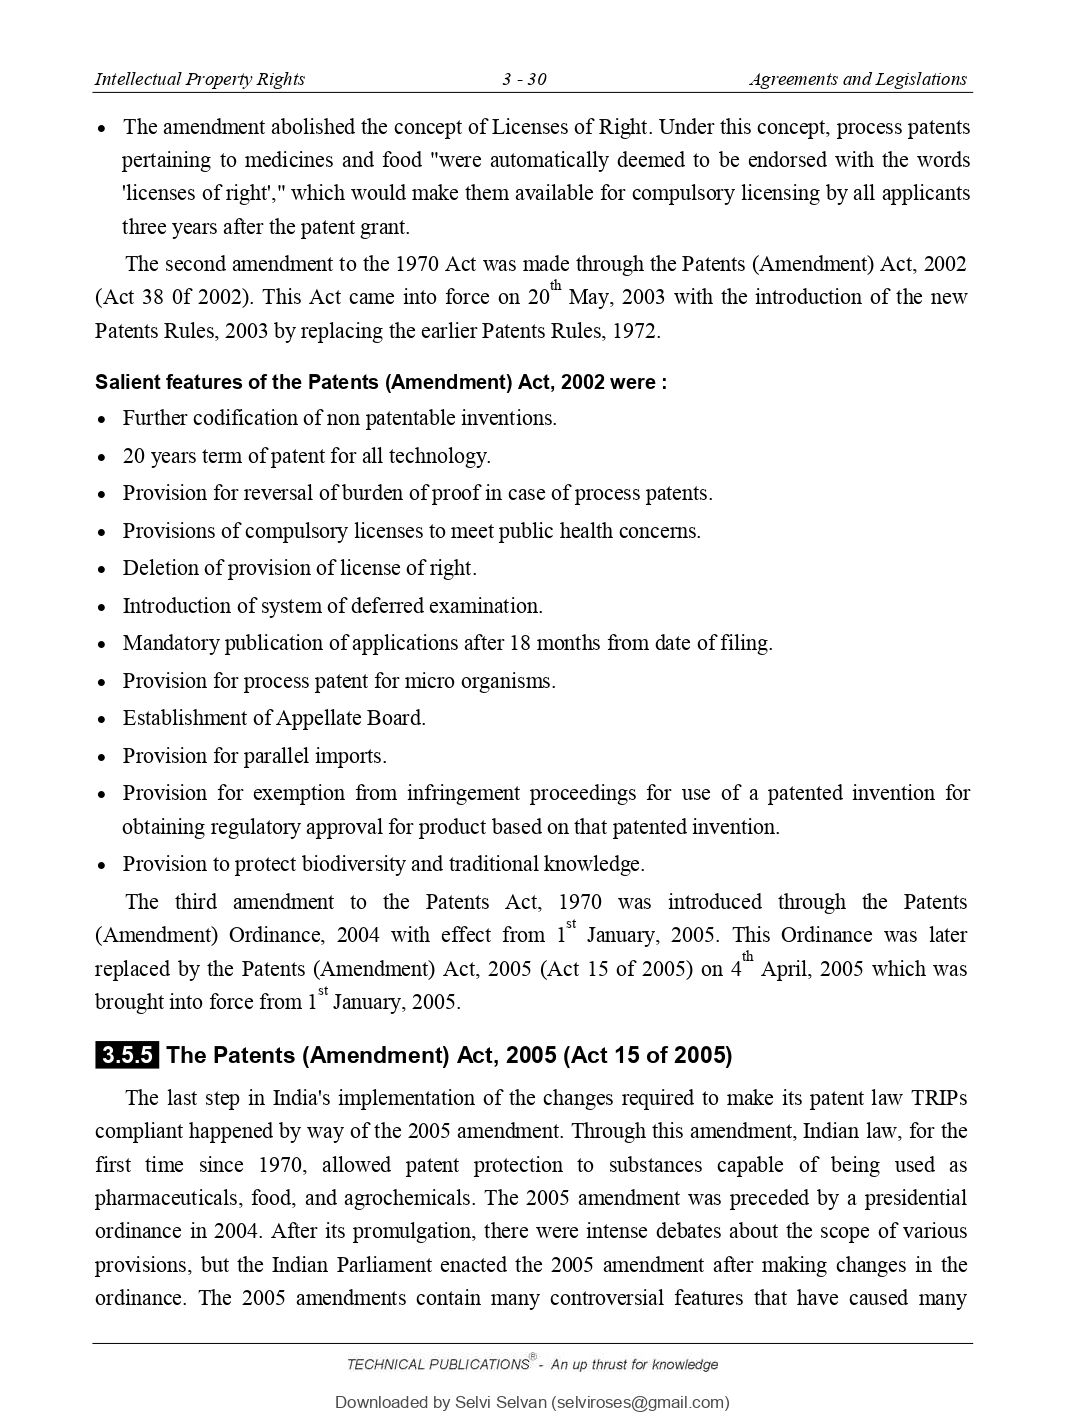 Intellectual Property Rights 3 - 30 Agreements and Legislations
• The amendment abolished the concept of Licenses of Right. Under this concept, process patents
pertaining to medicines and food "were automatically deemed to be endorsed with the words
'licenses of right'," which would make them available for compulsory licensing by all applicants
three years after the patent grant.
The second amendment to the 1970 Act was made through the Patents (Amendment) Act, 2002
(Act 38 0f 2002). This Act came into force on 20th May, 2003 with the introduction of the new
Patents Rules, 2003 by replacing the earlier Patents Rules, 1972.
Salient features of the Patents (Amendment) Act, 2002 were :
• Further codification of non patentable inventions.
• 20 years term of patent for all technology.
• Provision for reversal of burden of proof in case of process patents.
• Provisions of compulsory licenses to meet public health concerns.
• Deletion of provision of license of right.
• Introduction of system of deferred examination.
• Mandatory publication of applications after 18 months from date of filing.
• Provision for process patent for micro organisms.
• Establishment of Appellate Board.
• Provision for parallel imports.
• Provision for exemption from infringement proceedings for use of a patented invention for
obtaining regulatory approval for product based on that patented invention.
• Provision to protect biodiversity and traditional knowledge.
The third amendment to the Patents Act, 1970 was introduced through the Patents
(Amendment) Ordinance, 2004 with effect from 1st January, 2005. This Ordinance was later
replaced by the Patents (Amendment) Act, 2005 (Act 15 of 2005) on 4th April, 2005 which was
brought into force from 1st January, 2005.
3.5.5 The Patents (Amendment) Act, 2005 (Act 15 of 2005)
The last step in India's implementation of the changes required to make its patent law TRIPs
compliant happened by way of the 2005 amendment. Through this amendment, Indian law, for the
first time since 1970, allowed patent protection to substances capable of being used as
pharmaceuticals, food, and agrochemicals. The 2005 amendment was preceded by a presidential
ordinance in 2004. After its promulgation, there were intense debates about the scope of various
provisions, but the Indian Parliament enacted the 2005 amendment after making changes in the
ordinance. The 2005 amendments contain many controversial features that have caused many
TECHNICAL PUBLICATIONS® - An up thrust for knowledge
Downloaded by Selvi Selvan (selviroses@gmail.com)